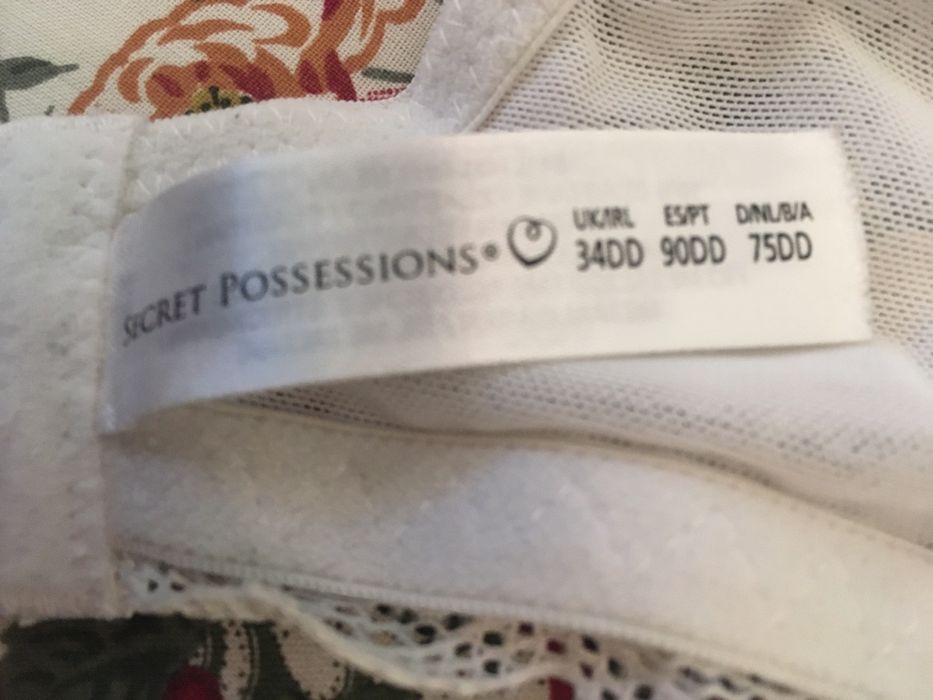 SECRET POSSESSIONS®
UK/IRL ES/PT D/NL/B/A
34DD 90DD 75DD